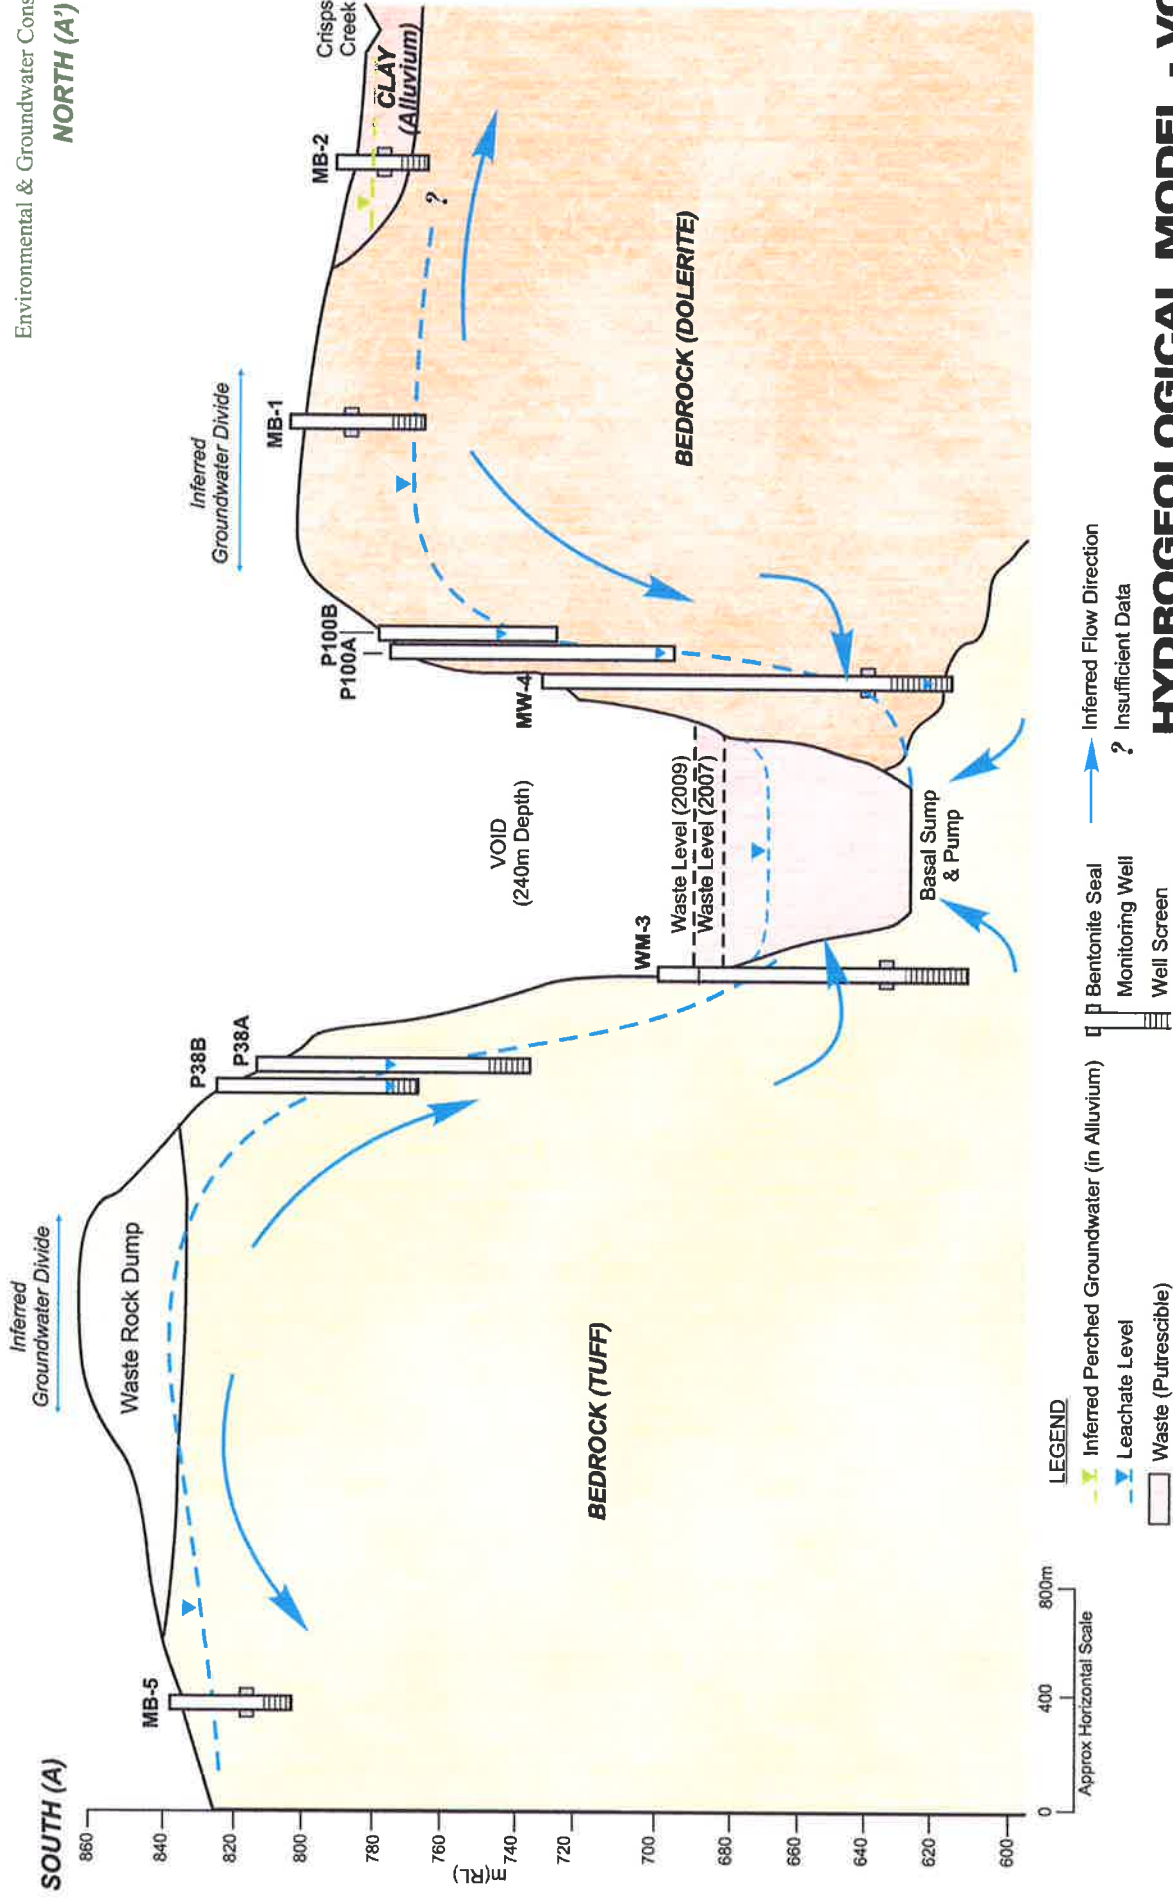 Environmental & Groundwater Cons
NORTH (A')
SOUTH (A)
Inferred
Groundwater Divide
Inferred
Groundwater Divide
Crisps
Creek
CLAY
(Alluvium)
MB-2
MB-1
P100B
P100A
MW-4
?
Waste Rock Dump
P38B
P38A
WM-3
MB-5
VOID
(240m Depth)
Waste Level (2009)
Waste Level (2007)
Basal Sump
& Pump
BEDROCK (TUFF)
BEDROCK (DOLERITE)
860
840
820
800
780
760
740
720
700
680
660
640
620
600
m(RL)
0
400
800m
Approx Horizontal Scale
LEGEND
Inferred Perched Groundwater (in Alluvium)
Leachate Level
Waste (Putrescible)
Bentonite Seal
Monitoring Well
Well Screen
Inferred Flow Direction
? Insufficient Data
HYDROGEOLOGICAL MODEL - VO